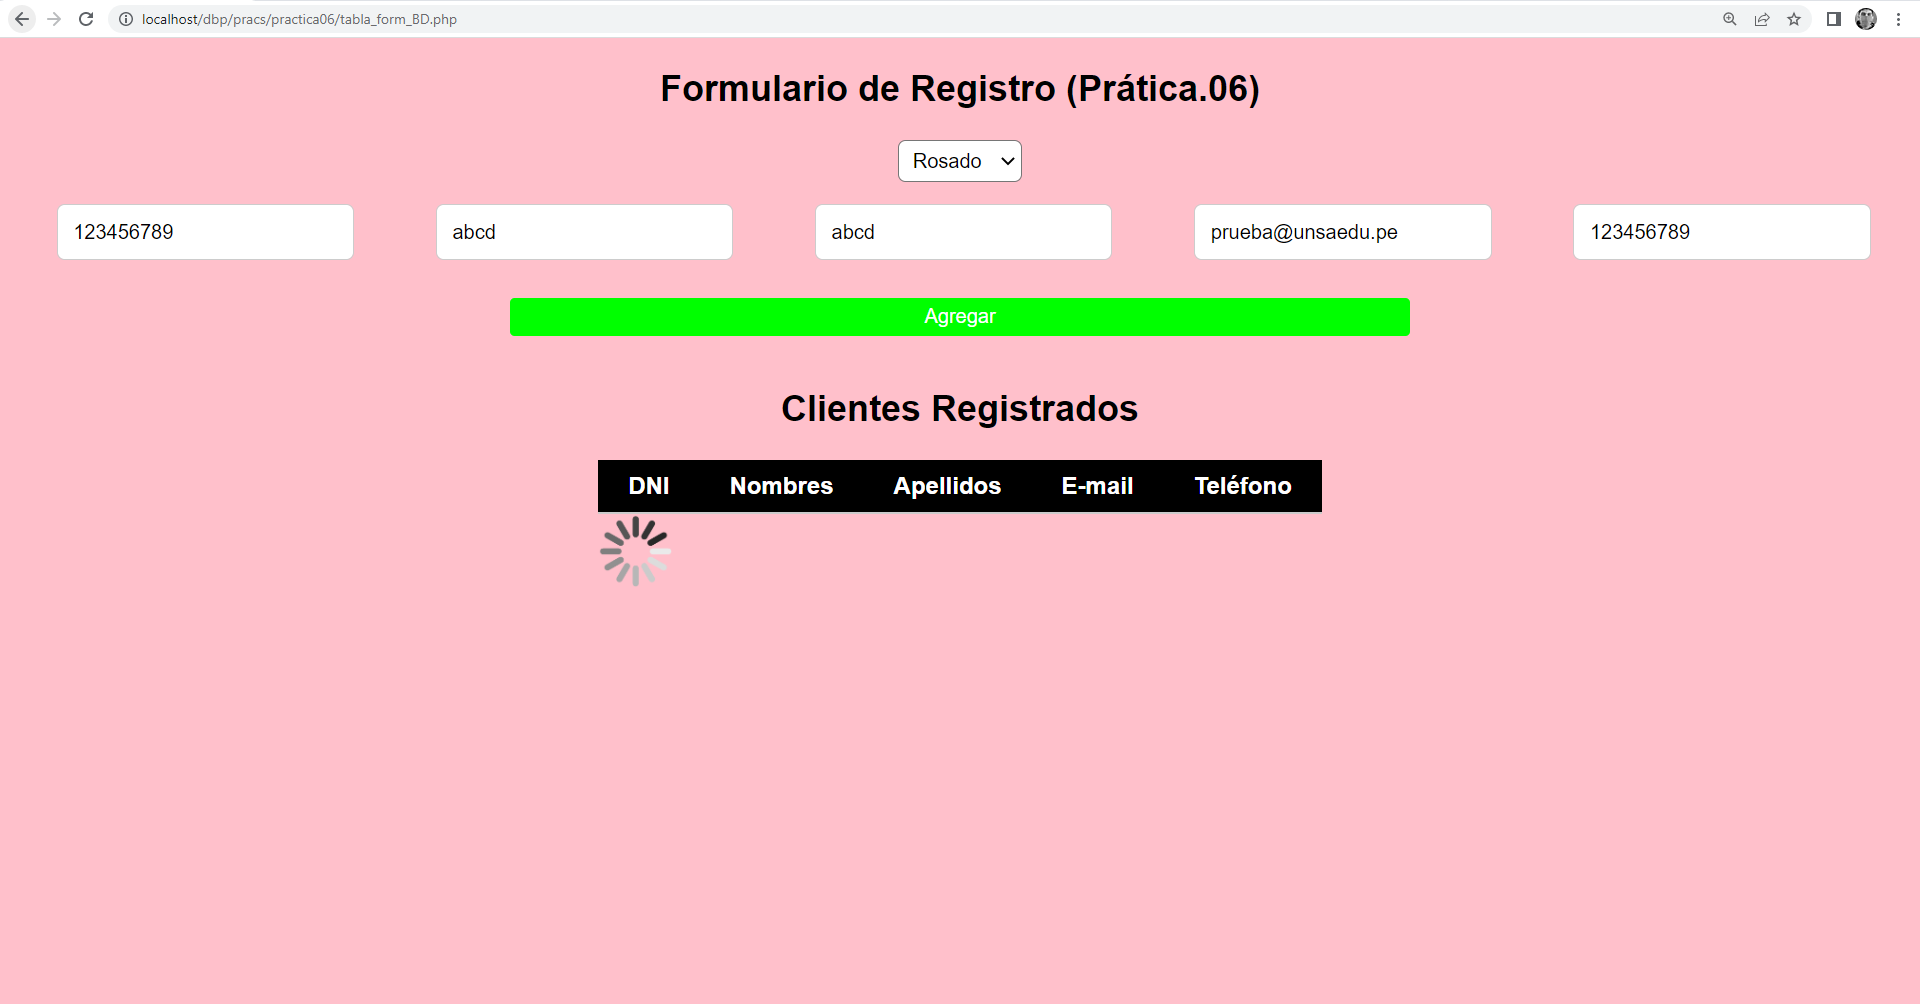 localhost/dbp/pracs/practica06/tabla_form_BD.php
Formulario de Registro (Prática.06)
Rosado
123456789 abcd abcd prueba@unsaedu.pe 123456789
Agregar
Clientes Registrados
DNI Nombres Apellidos E-mail Teléfono